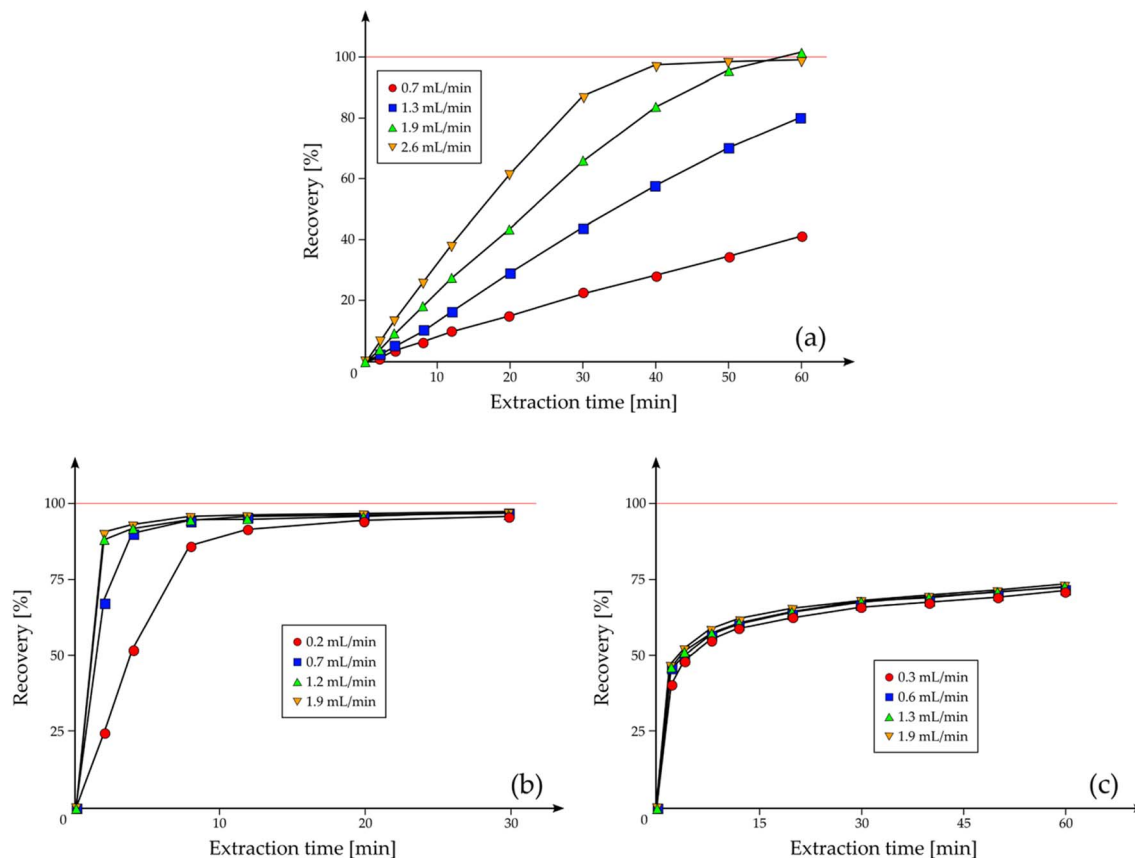 100
80
60
40
20
0
Recovery [%]
0.7 mL/min
1.3 mL/min
1.9 mL/min
2.6 mL/min
(a)
10 20 30 40 50 60
Extraction time [min]
100
75
50
25
0
Recovery [%]
0.2 mL/min
0.7 mL/min
1.2 mL/min
1.9 mL/min
(b)
10 20 30
Extraction time [min]
100
75
50
25
0
Recovery [%]
0.3 mL/min
0.6 mL/min
1.3 mL/min
1.9 mL/min
(c)
15 30 45 60
Extraction time [min]